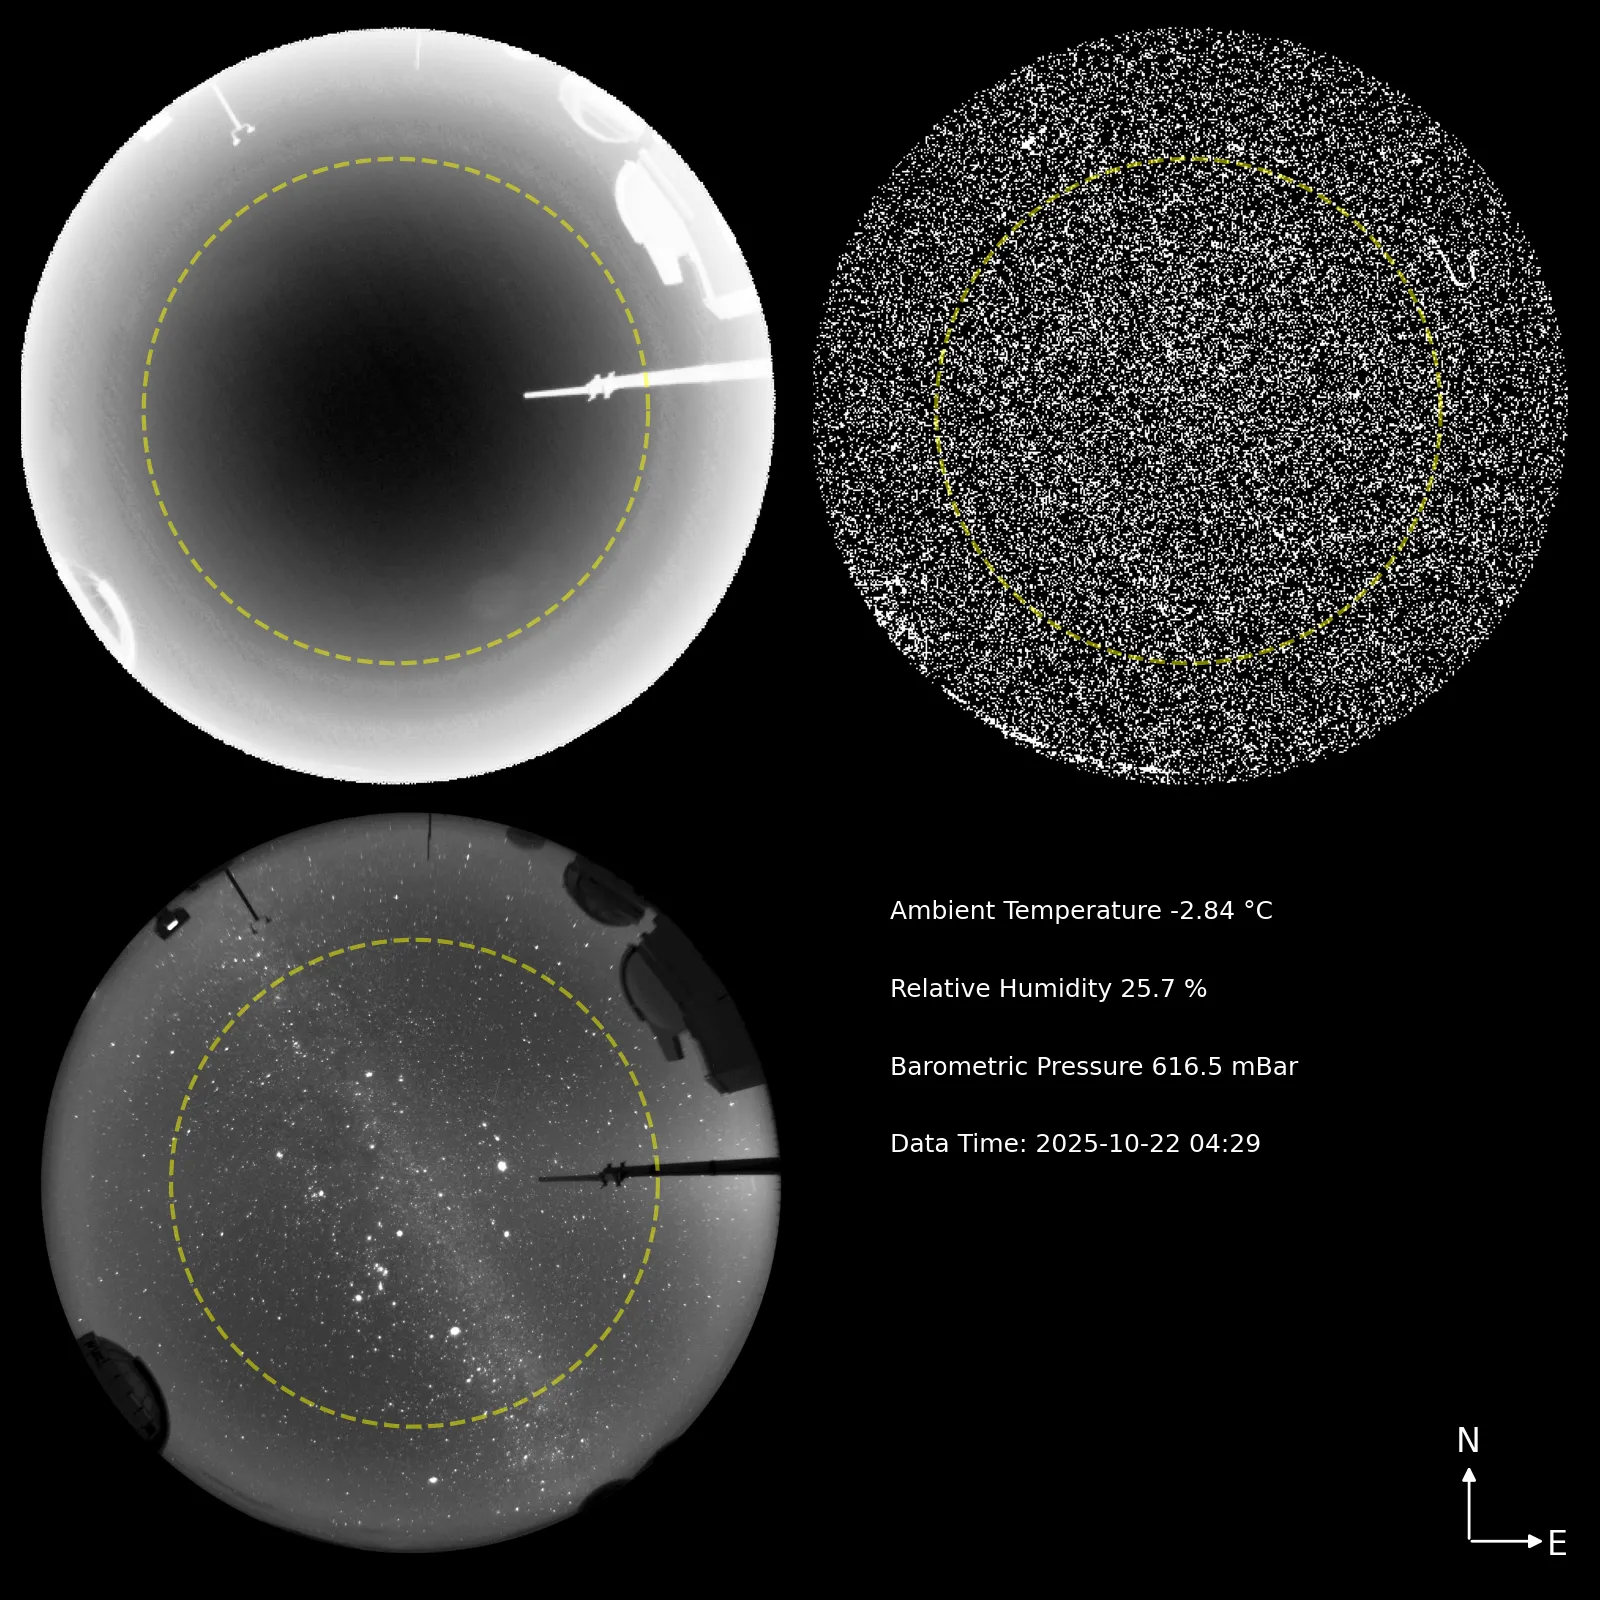 Ambient Temperature -2.84 °C
Relative Humidity 25.7 %
Barometric Pressure 616.5 mBar
Data Time: 2025-10-22 04:29
N
E